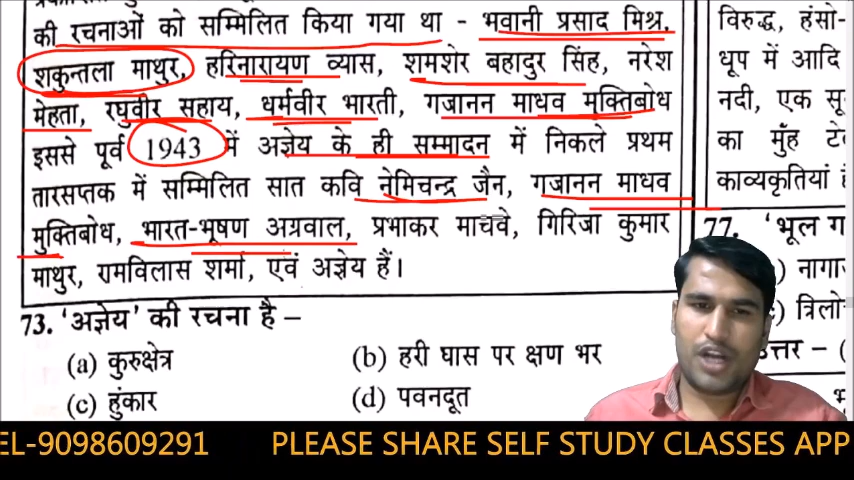 की रचनाओं को सम्मिलित किया गया था - भवानी प्रसाद मिश्र,
शकुन्तला माथुर, हरिनारायण व्यास, शमशेर बहादुर सिंह, नरेश
मेहता, रघुवीर सहाय, धर्मवीर भारती, गजानन माधव मुक्तिबोध
इससे पूर्व 1943 में अज्ञेय के ही सम्मादन में निकले प्रथम
तारसप्तक में सम्मिलित सात कवि नेमिचन्द्र जैन, गजानन माधव
मुक्तिबोध, भारत-भूषण अग्रवाल, प्रभाकर माचवे, गिरिजा कुमार
माथुर, रामविलास शर्मा, एवं अज्ञेय हैं।
73. 'अज्ञेय' की रचना है –
(a) कुरुक्षेत्र (b) हरी घास पर क्षण भर
(c) हुंकार (d) पवनदूत
विरुद्ध, हंसो-
धूप में आदि
नदी, एक सू
का मुँह टे
काव्यकृतियां
77. 'भूल ग
) नागा
) त्रिलो
उत्तर – (
EL-9098609291 PLEASE SHARE SELF STUDY CLASSES APP